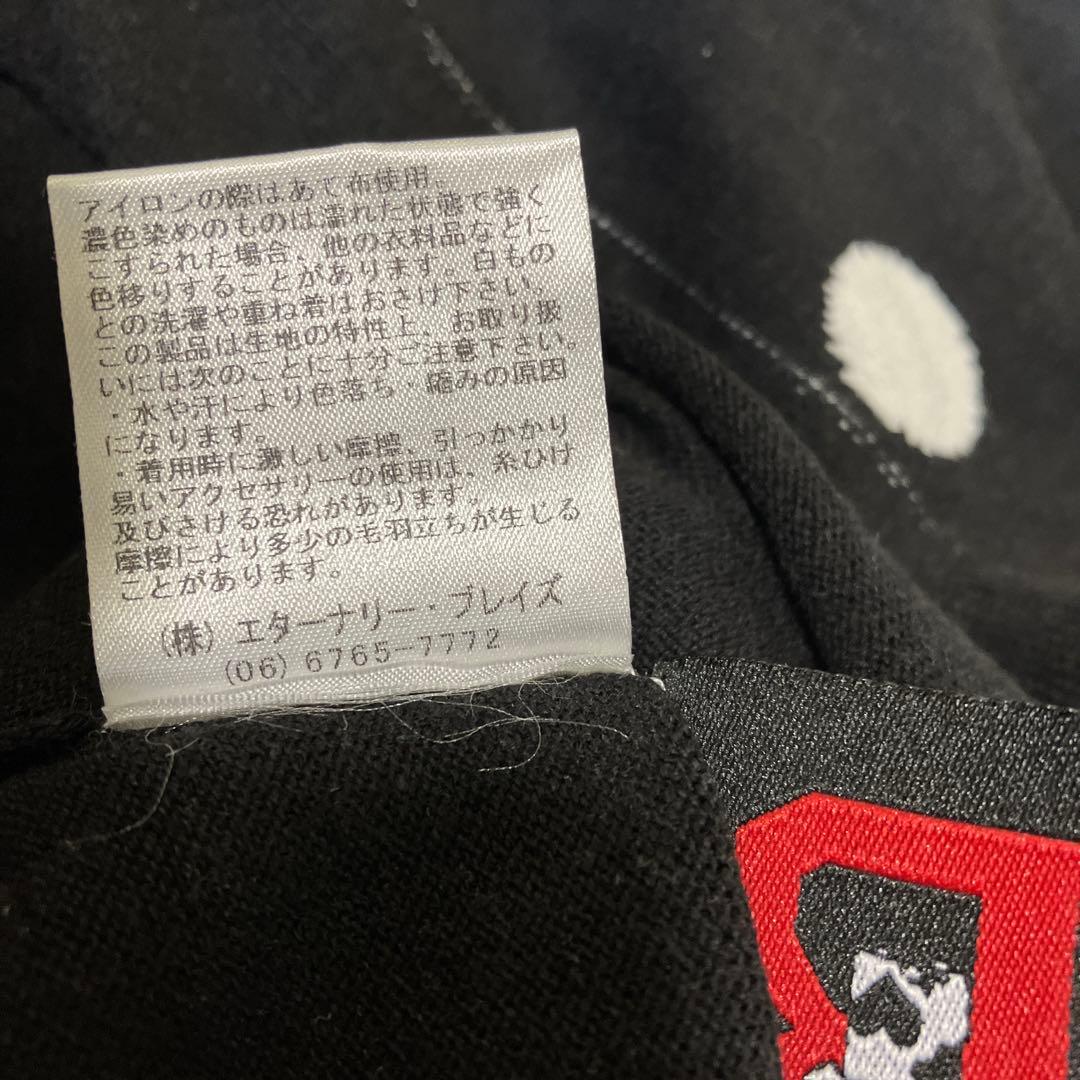 アイロンの際はあて布使用。
濃色染めのものは濡れた状態で強く
こすられた場合、他の衣料品などに
色移りすることがあります。白もの
との洗濯や重ね着はおさけ下さい。
この製品は生地の特性上、お取り扱
いには次のことに十分ご注意下さい。
・水や汗により色落ち・縮みの原因
になります。
・着用時に激しい摩擦、引っかかり
易いアクセサリーの使用は、糸ひけ
及びさける恐れがあります。
摩擦により多少の毛羽立ちが生じる
ことがあります。
(株) エターナリー・ブレイズ
(06) 6765-7772